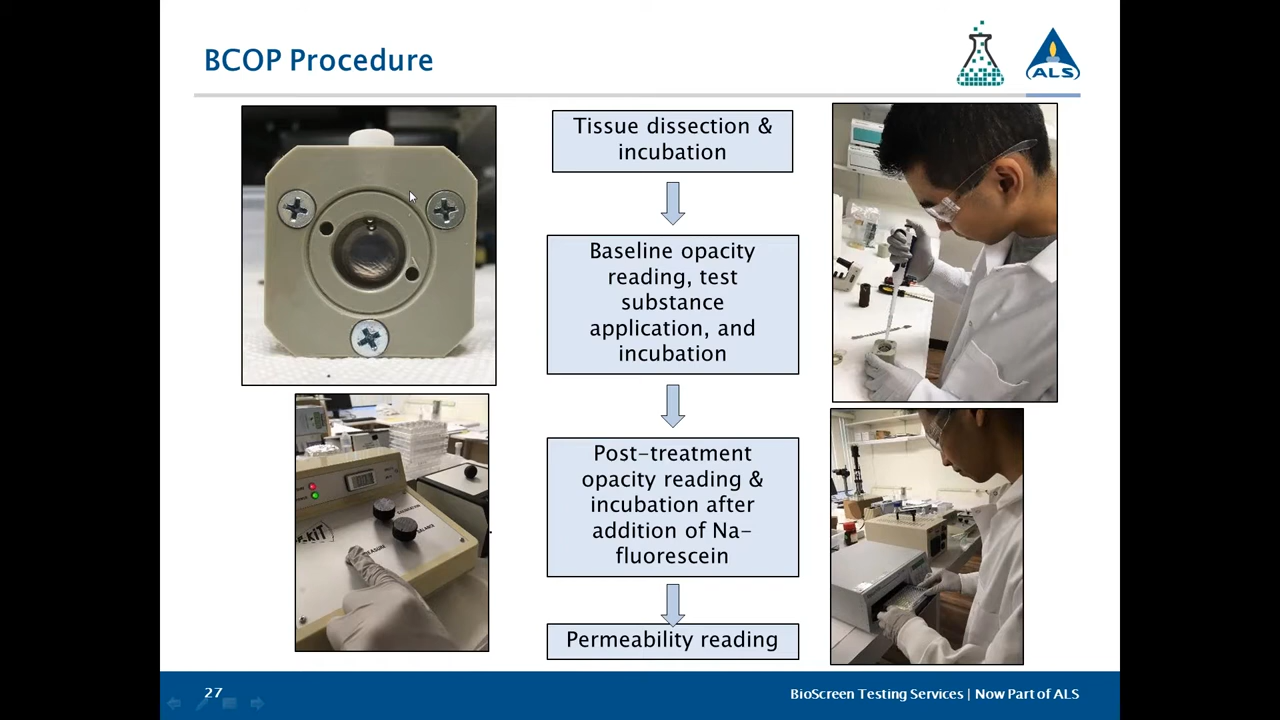 BCOP Procedure
ALS
Tissue dissection &
incubation
Baseline opacity
reading, test
substance
application, and
incubation
Post-treatment
opacity reading &
incubation after
addition of Na-
fluorescein
Permeability reading
BALANCE
27
BioScreen Testing Services | Now Part of ALS